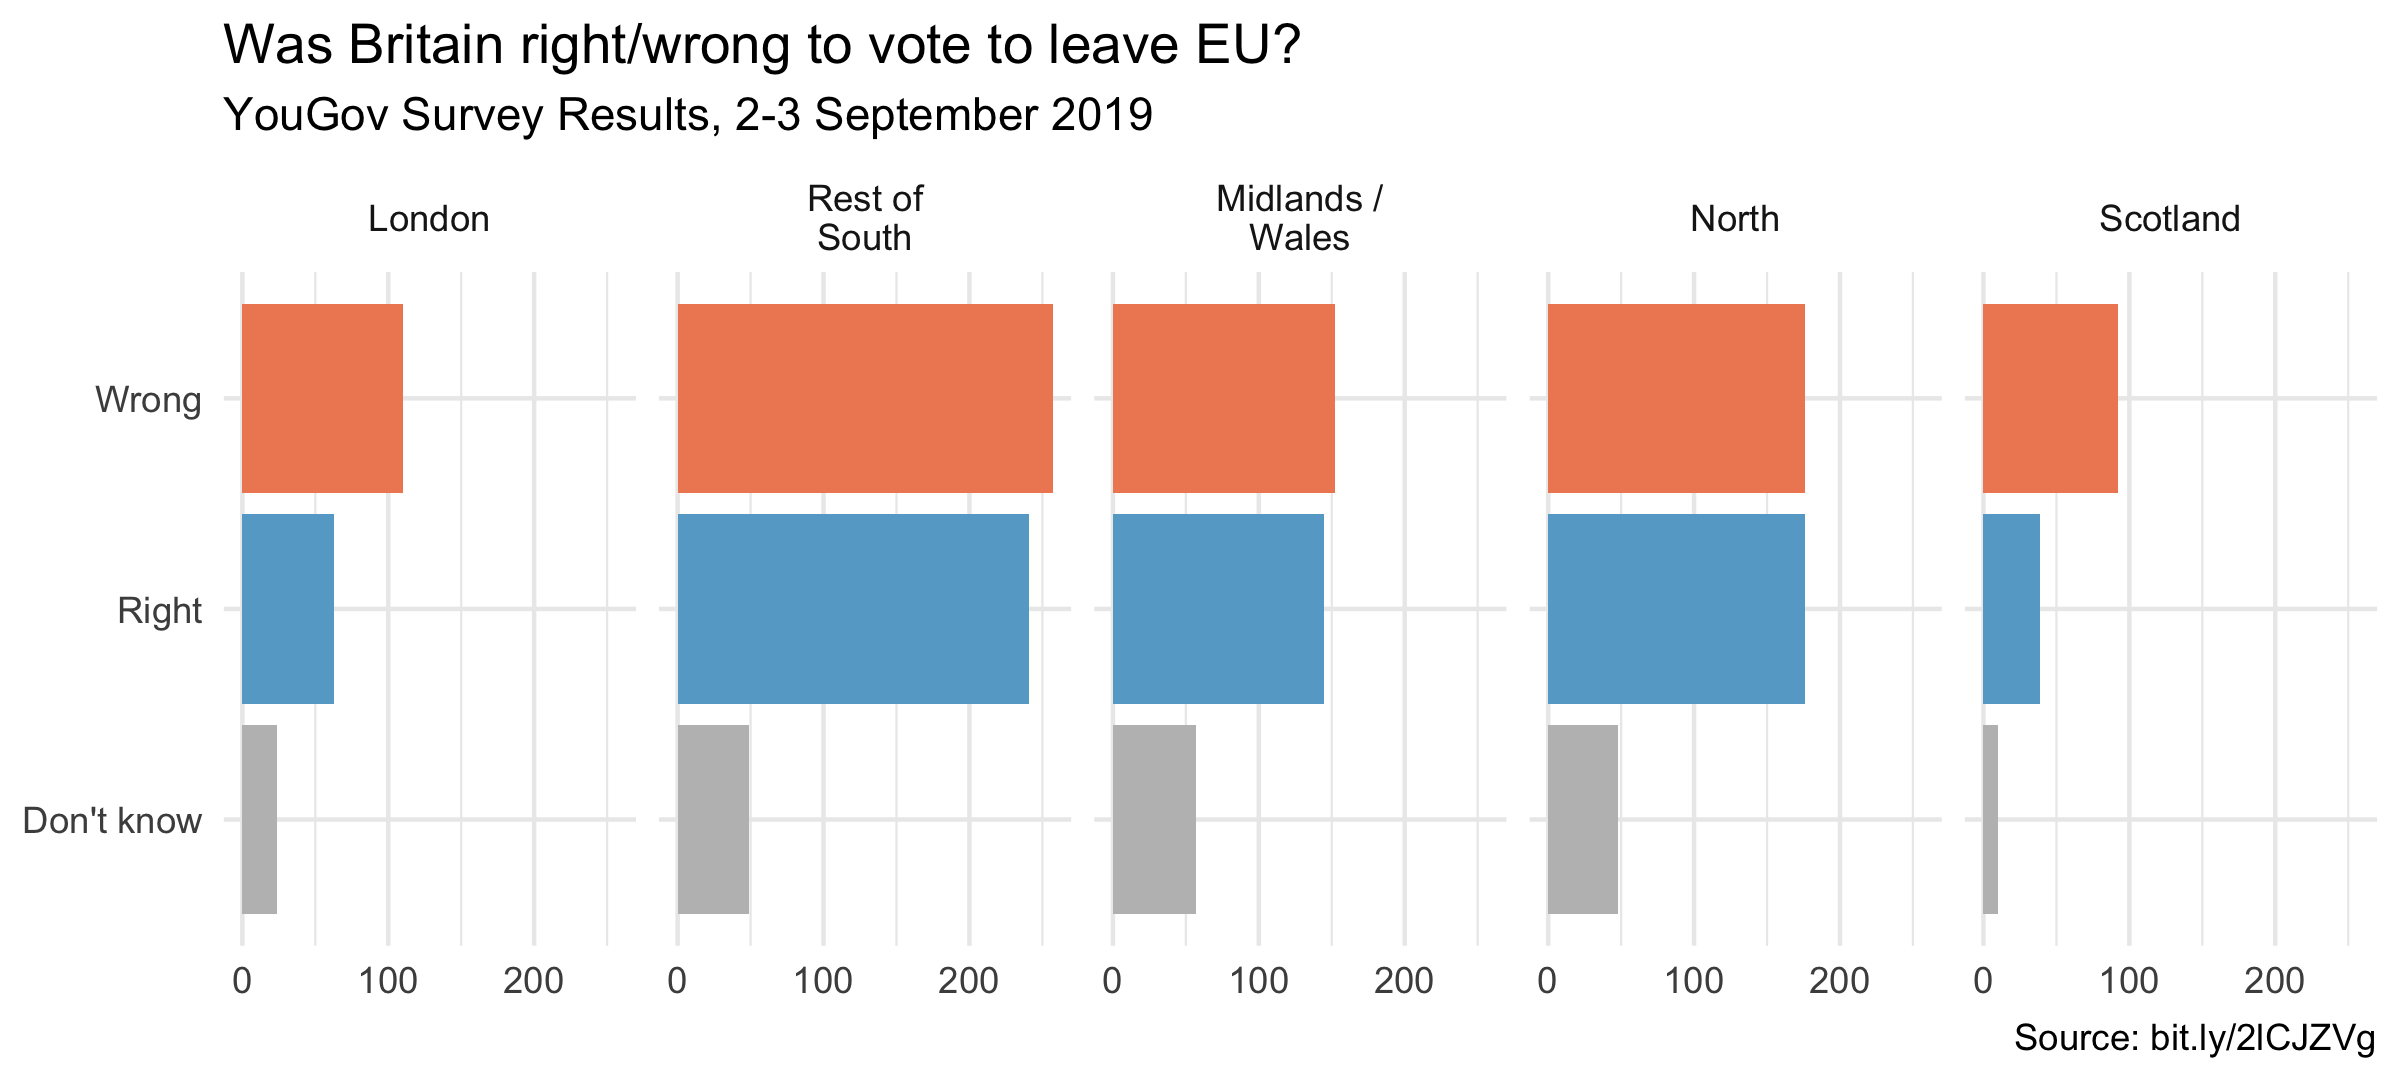 Was Britain right/wrong to vote to leave EU?
YouGov Survey Results, 2-3 September 2019
London
Rest of
South
Midlands /
Wales
North
Scotland
Wrong
Right
Don't know
0 100 200
0 100 200
0 100 200
0 100 200
0 100 200
Source: bit.ly/2lCJZVg